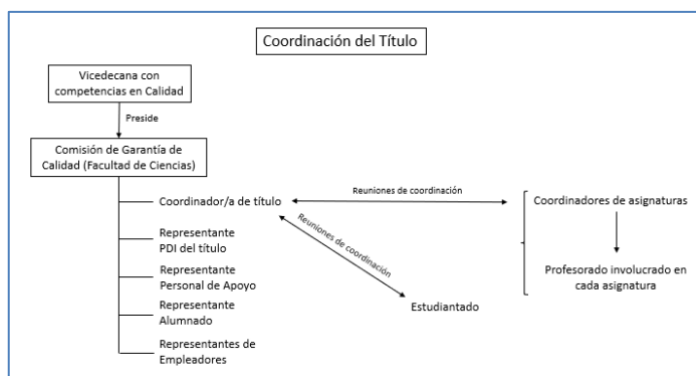 Coordinación del Título
Vicedecana con
competencias en Calidad
Preside
Comisión de Garantía de
Calidad (Facultad de Ciencias)
Coordinador/a de título
Reuniones de coordinación
Coordinadores de asignaturas
Reuniones de coordinación
Representante
PDI del título
Profesorado involucrado en
cada asignatura
Representante
Personal de Apoyo
Estudiantado
Representante
Alumnado
Representantes de
Empleadores